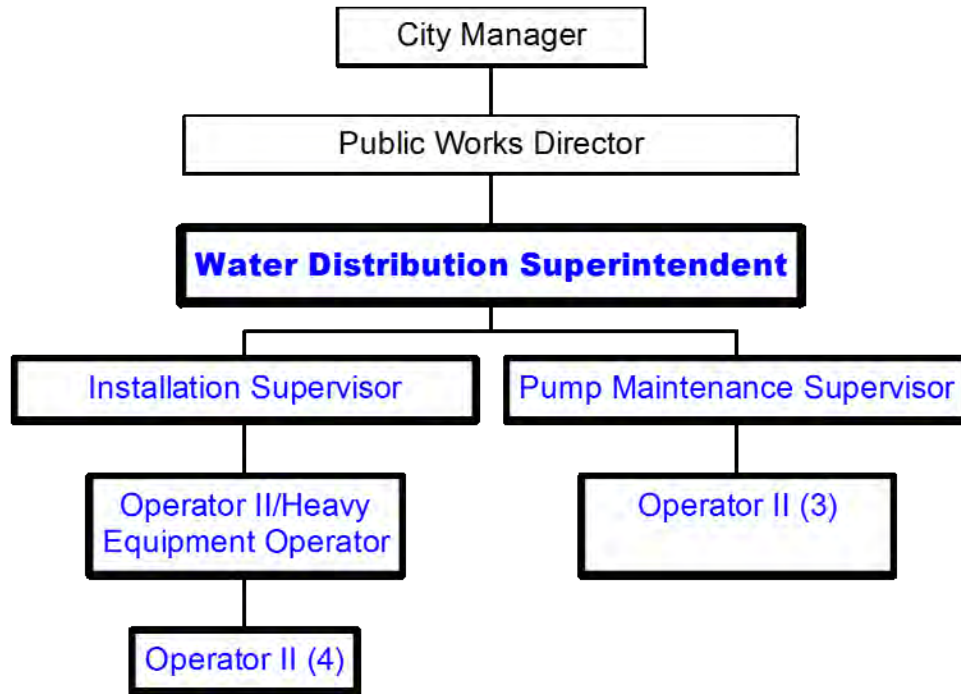 City Manager
Public Works Director
Water Distribution Superintendent
Installation Supervisor
Pump Maintenance Supervisor
Operator II/Heavy
Equipment Operator
Operator II (3)
Operator II (4)